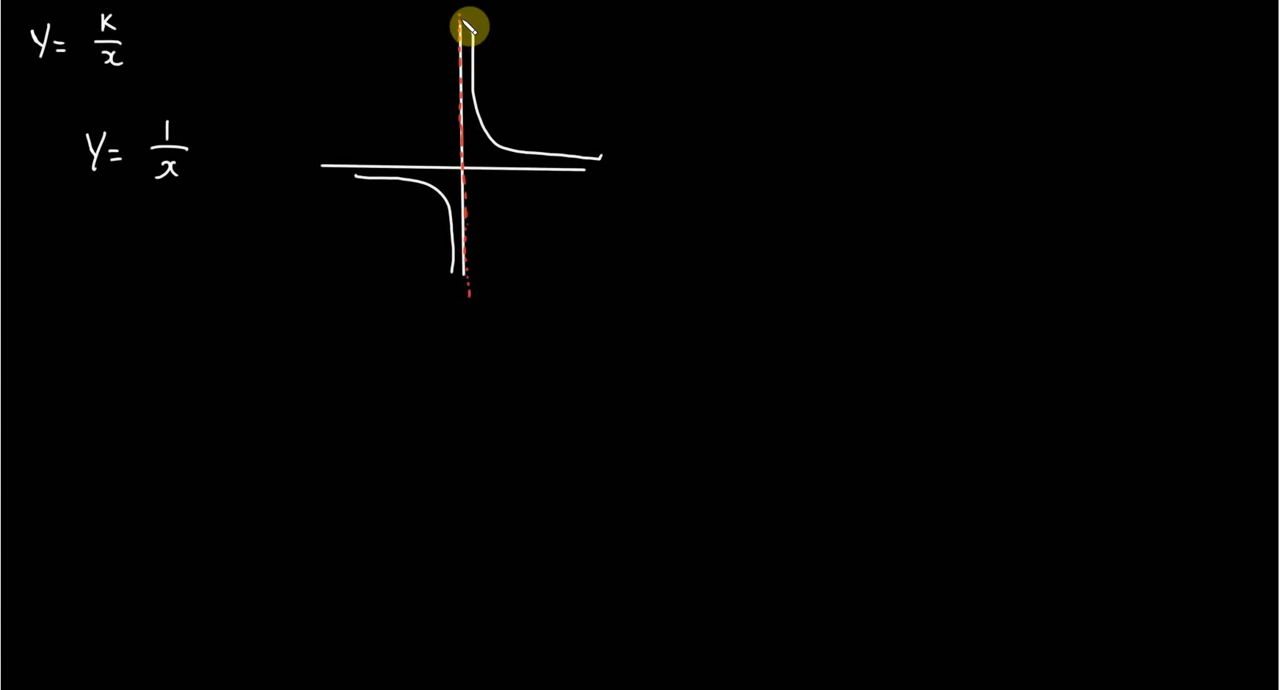 Y = K/x
Y = 1/x